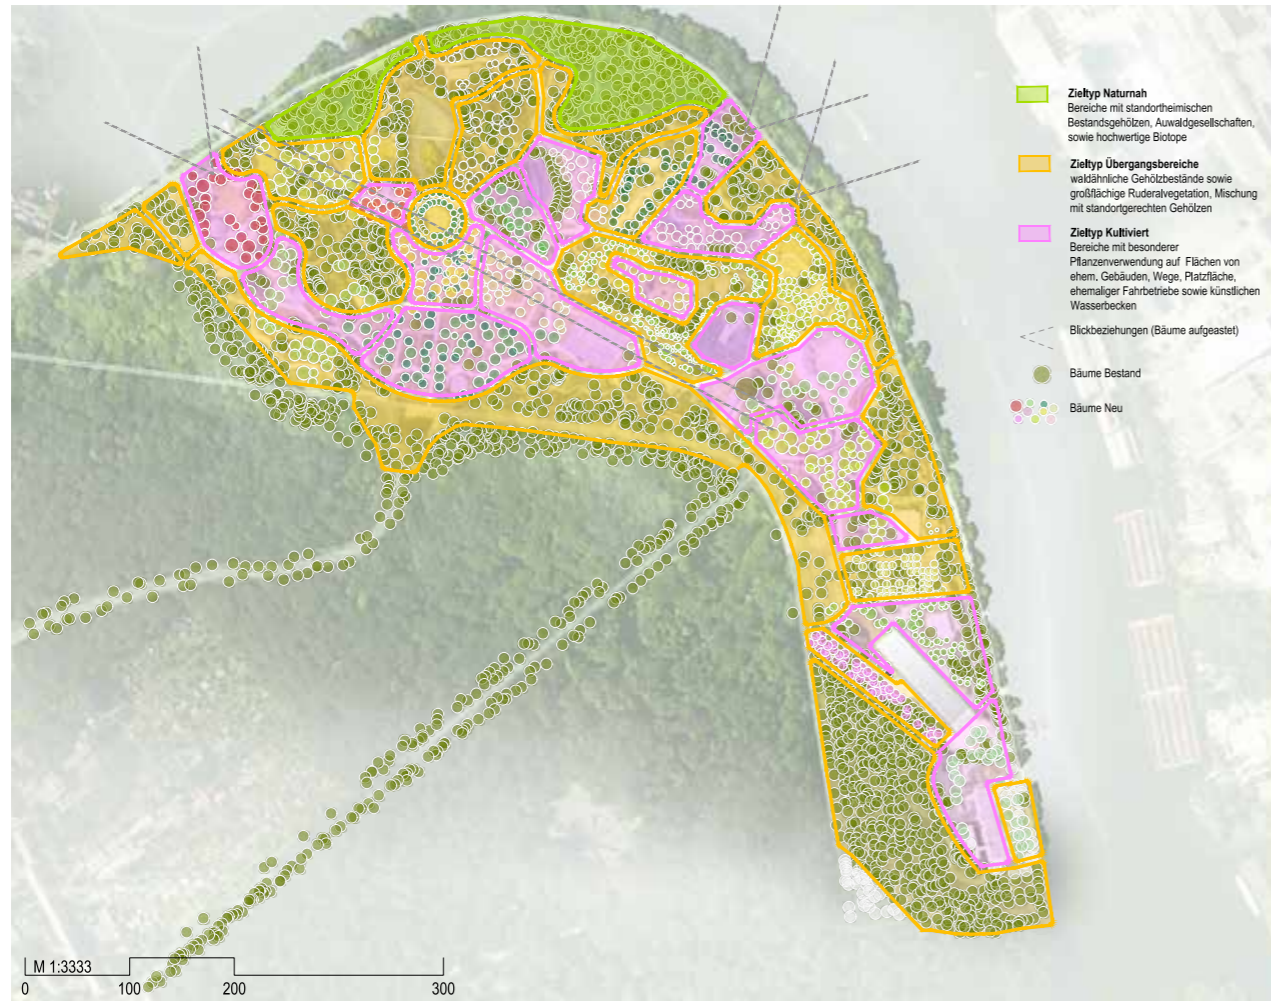 Zieltyp Naturnah
Bereiche mit standortheimischen
Bestandsgehölzen, Auwaldgesellschaften,
sowie hochwertige Biotope
Zieltyp Übergangsbereiche
waldähnliche Gehölzbestände sowie
großflächige Ruderalvegetation, Mischung
mit standortgerechten Gehölzen
Zieltyp Kultiviert
Bereiche mit besonderer
Pflanzenverwendung auf Flächen von
ehem. Gebäuden, Wege, Platzfläche,
ehemaliger Fahrbetriebe sowie künstlichen
Wasserbecken
Blickbeziehungen (Bäume aufgeastet)
Bäume Bestand
Bäume Neu
M 1:3333
0 100 200 300